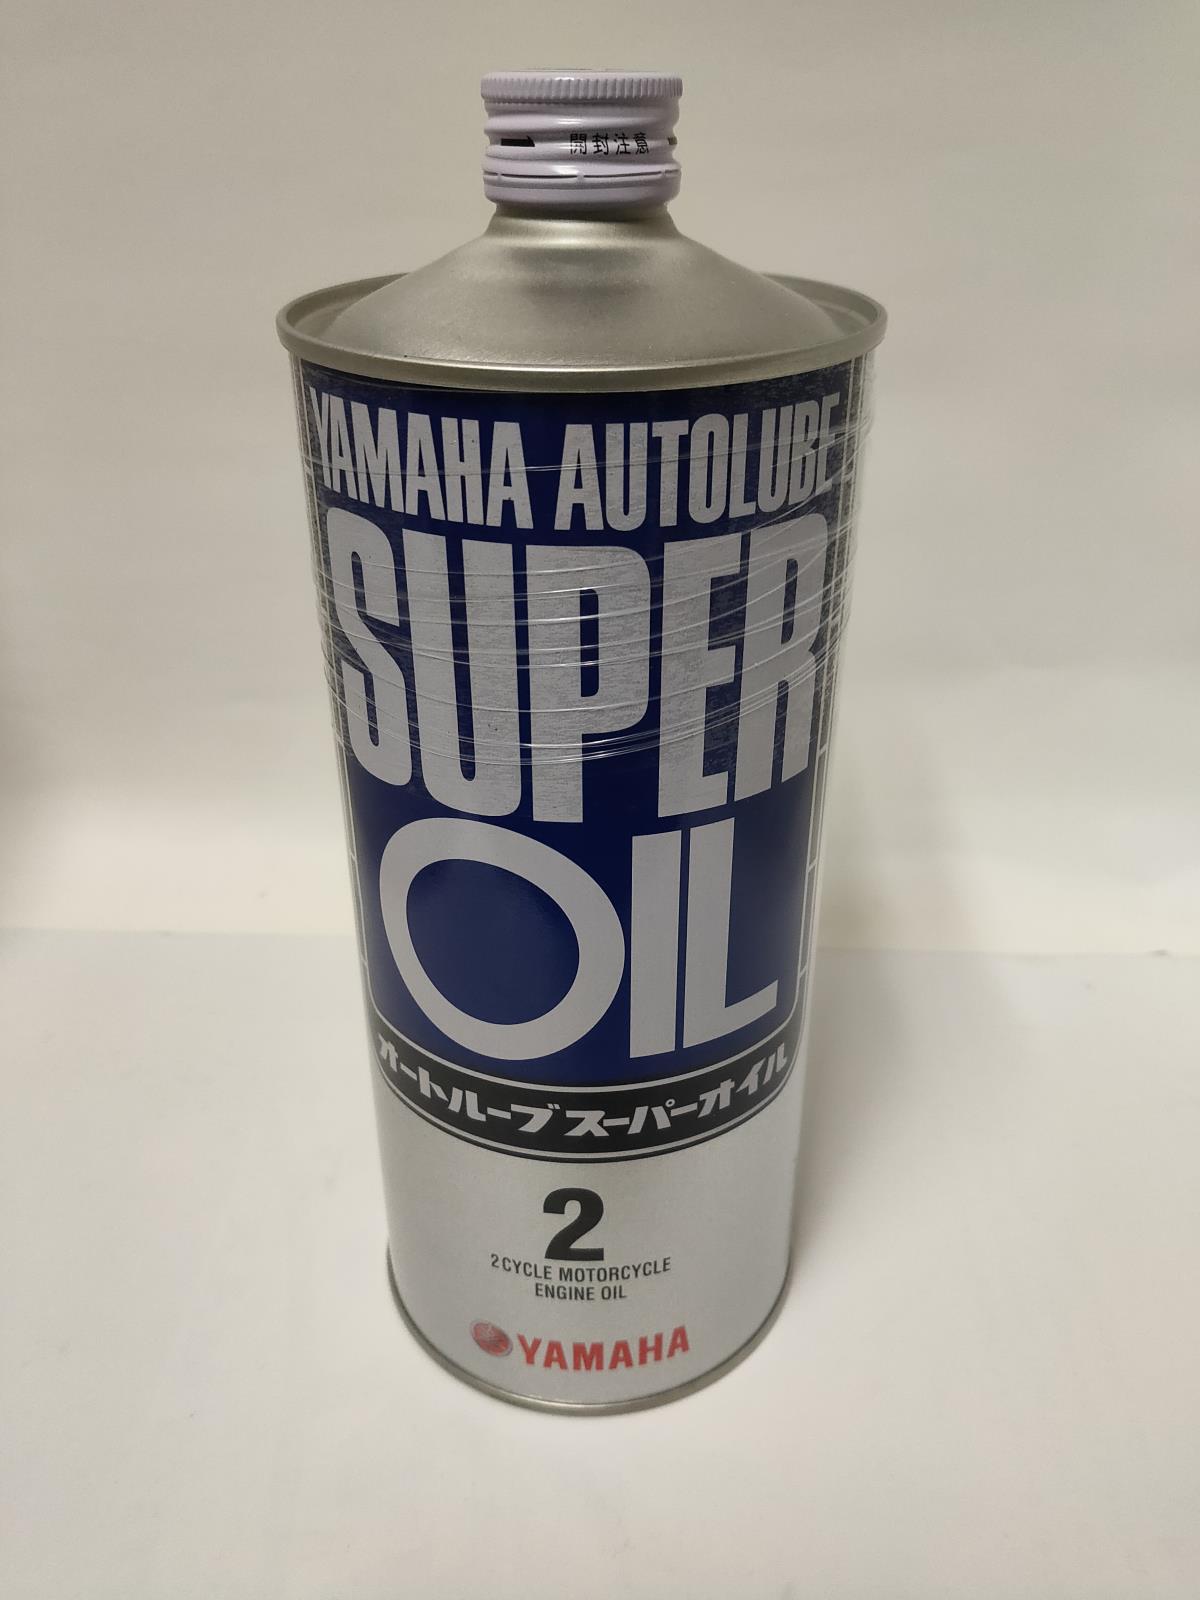 開封注意
YAMAHA AUTOLUBE
SUPER
OIL
オートルーブスーパーオイル
2
2CYCLE MOTORCYCLE
ENGINE OIL
YAMAHA